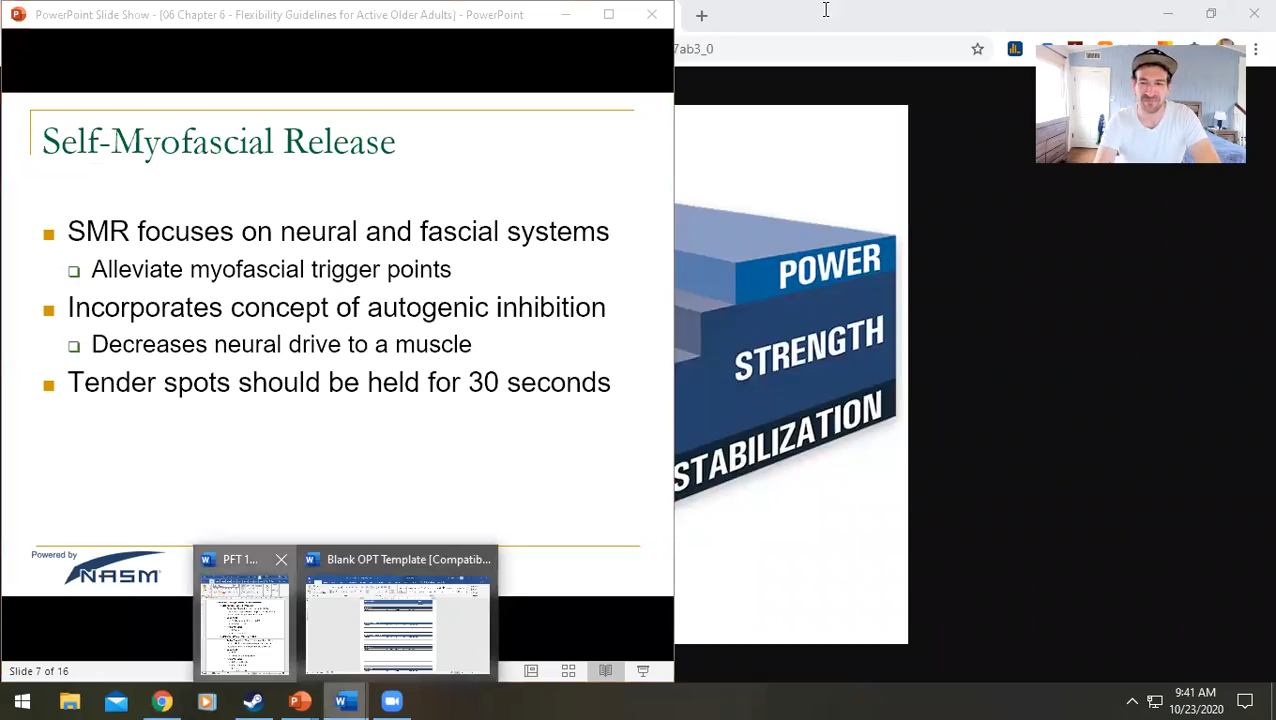 PowerPoint Slide Show - [06 Chapter 6 - Flexibility Guidelines for Active Older Adults] - PowerPoint
7ab3_0
Self-Myofascial Release
SMR focuses on neural and fascial systems
Alleviate myofascial trigger points
Incorporates concept of autogenic inhibition
Decreases neural drive to a muscle
Tender spots should be held for 30 seconds
POWER
STRENGTH
STABILIZATION
Powered by
NASM
PFT 1...
Blank OPT Template [Compatib...
Slide 7 of 16
9:41 AM
10/23/2020